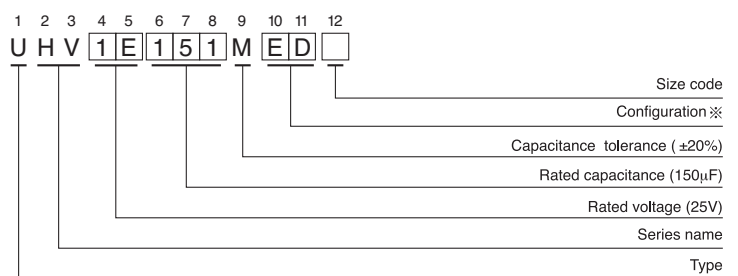 1 2 3 4 5 6 7 8 9 10 11 12
U H V 1 E 1 5 1 M E D
Size code
Configuration※
Capacitance tolerance ( ±20%)
Rated capacitance (150μF)
Rated voltage (25V)
Series name
Type